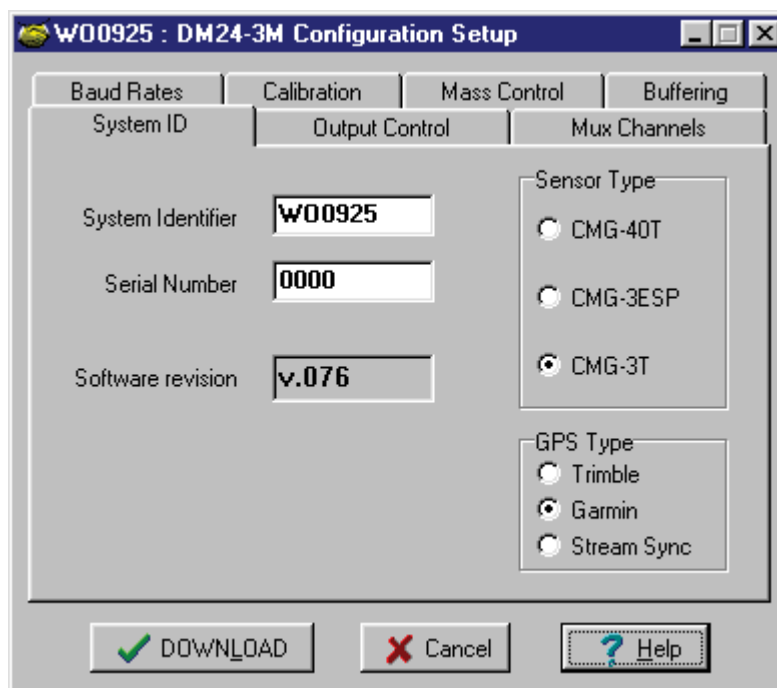 WO0925 : DM24-3M Configuration Setup
Baud Rates Calibration Mass Control Buffering
System ID Output Control Mux Channels
System Identifier WO0925
Serial Number 0000
Software revision v.076
Sensor Type
CMG-40T
CMG-3ESP
CMG-3T
GPS Type
Trimble
Garmin
Stream Sync
DOWNLOAD Cancel ? Help